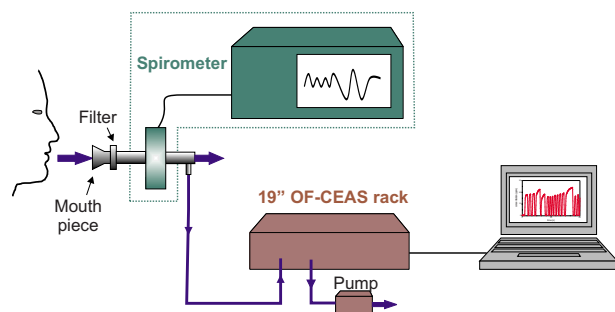 Spirometer
Filter
Mouth
piece
19” OF-CEAS rack
Pump